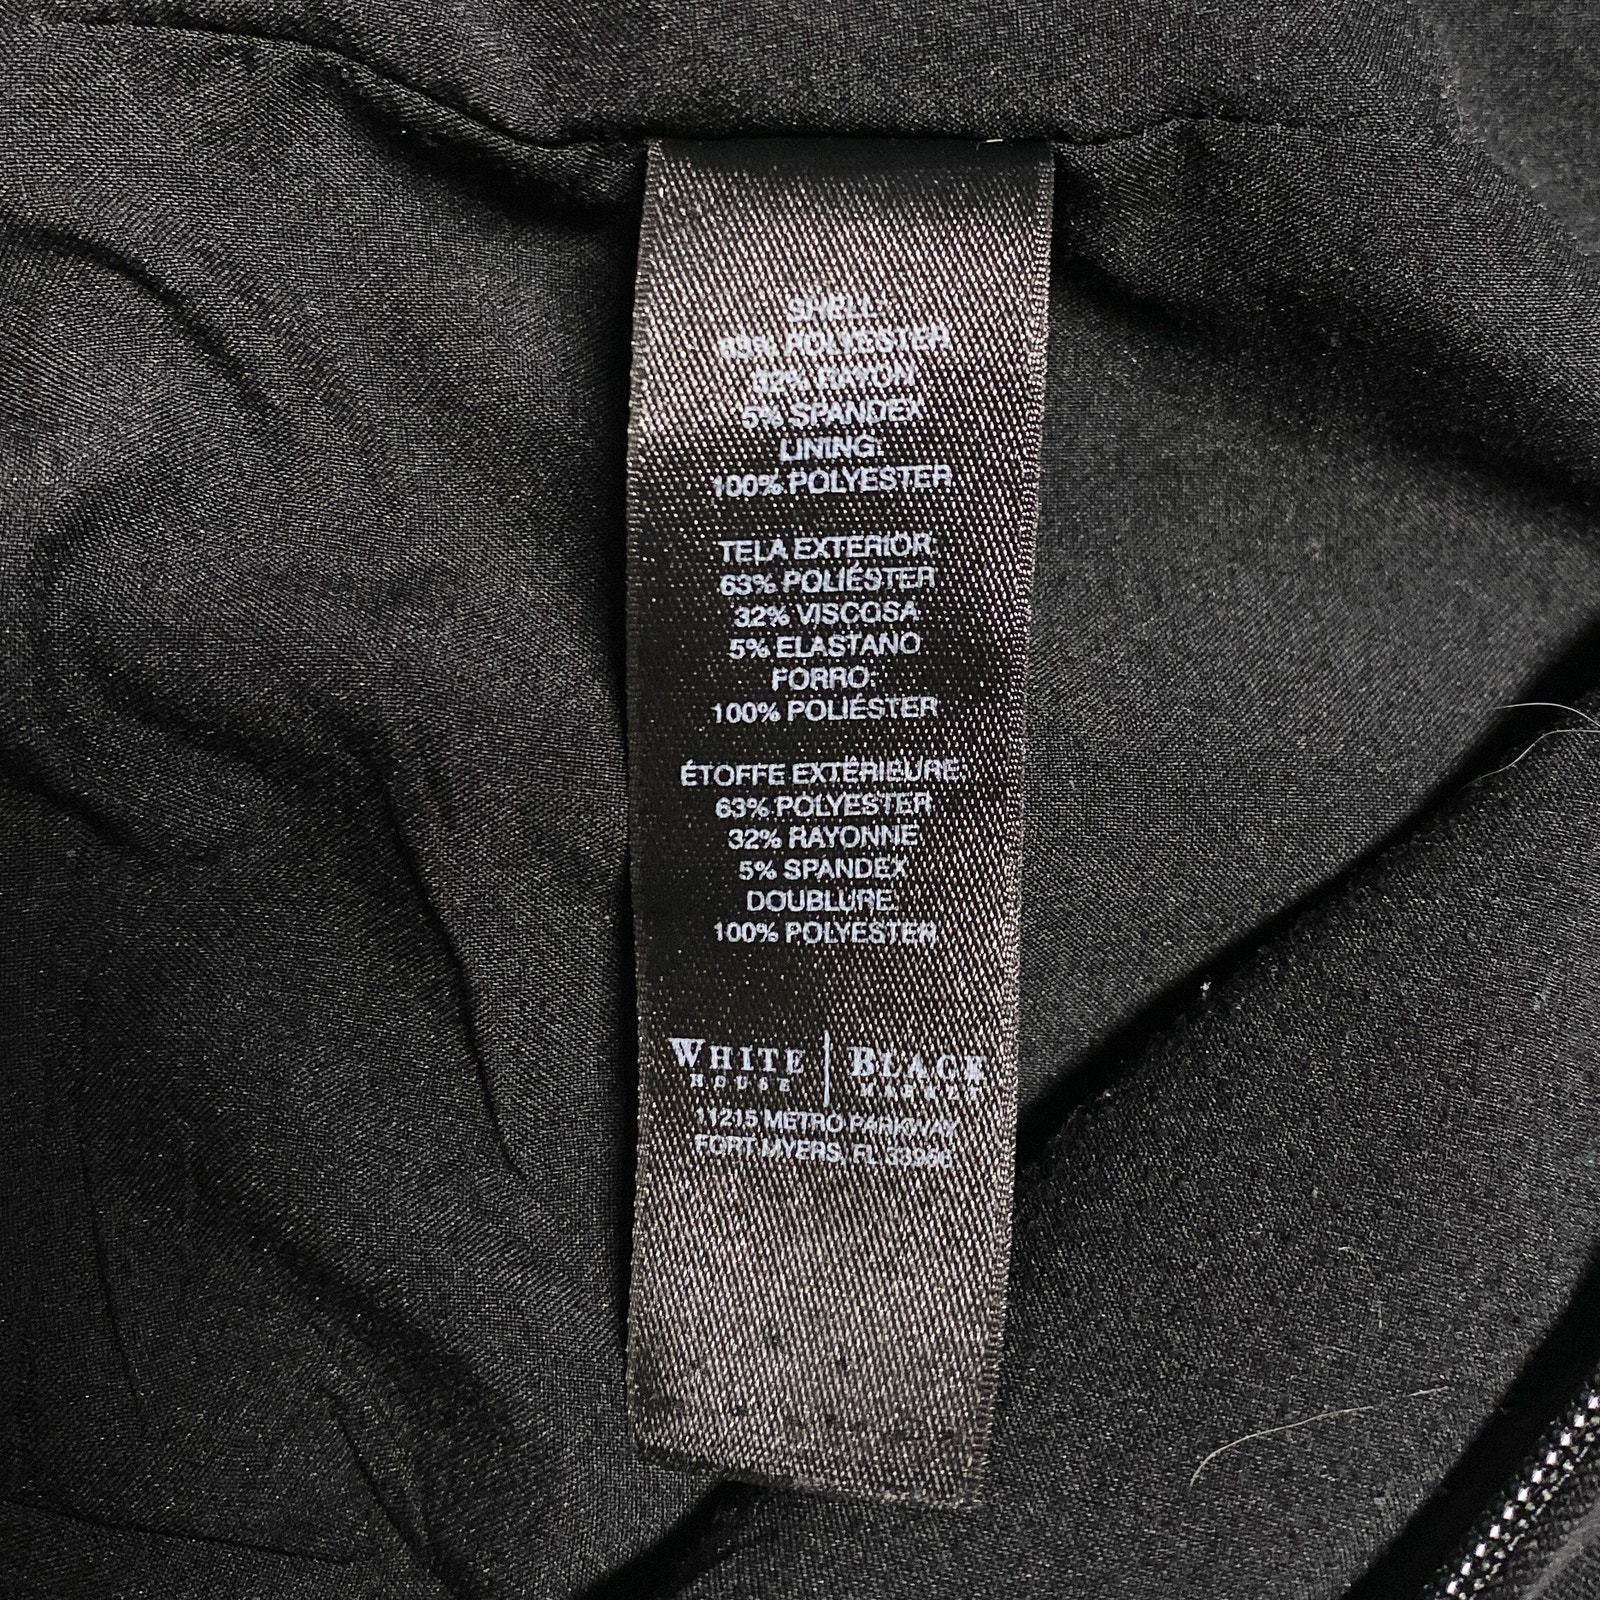 SHELL:
63% POLYESTER
32% RAYON
5% SPANDEX
LINING:
100% POLYESTER
TELA EXTERIOR:
63% POLIÉSTER
32% VISCOSA
5% ELASTANO
FORRO:
100% POLIÉSTER
ÉTOFFE EXTÉRIEURE:
63% POLYESTER
32% RAYONNE
5% SPANDEX
DOUBLURE:
100% POLYESTER
WHITE | BLACK
HOUSE MARKET
11215 METRO PARKWAY
FORT MYERS, FL 33966